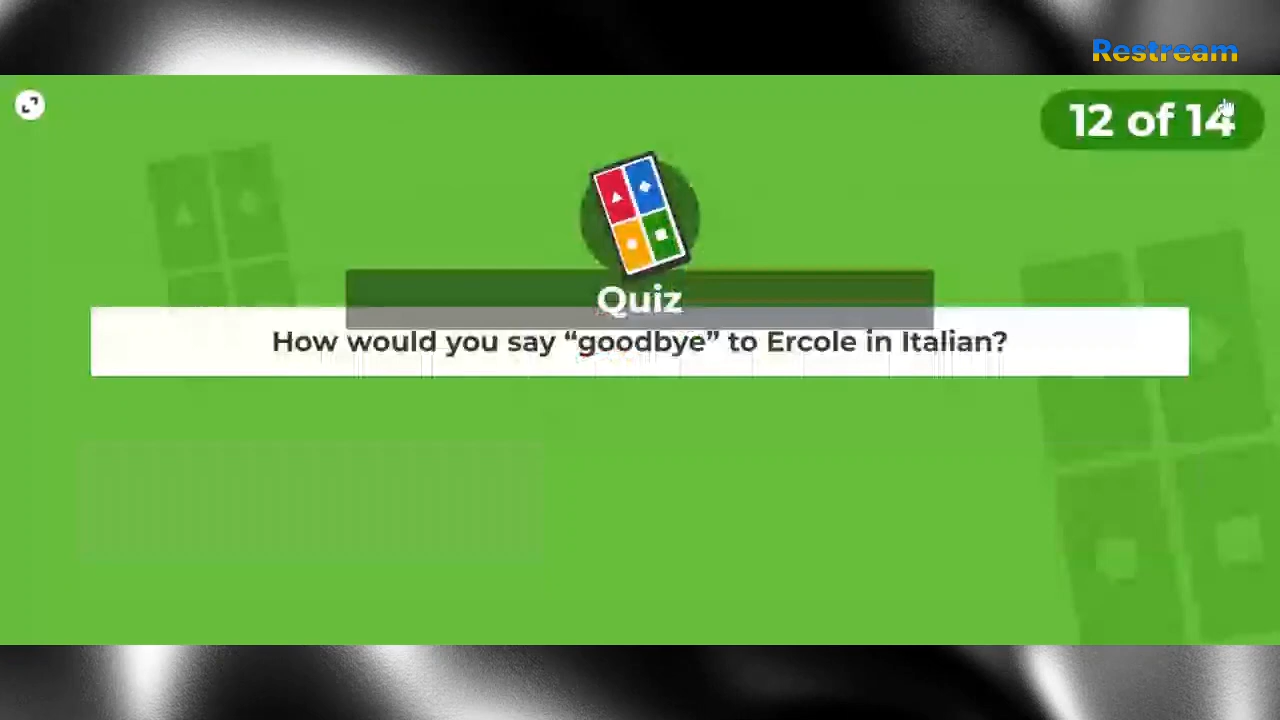 Restream
12 of 14
Quiz
How would you say “goodbye” to Ercole in Italian?